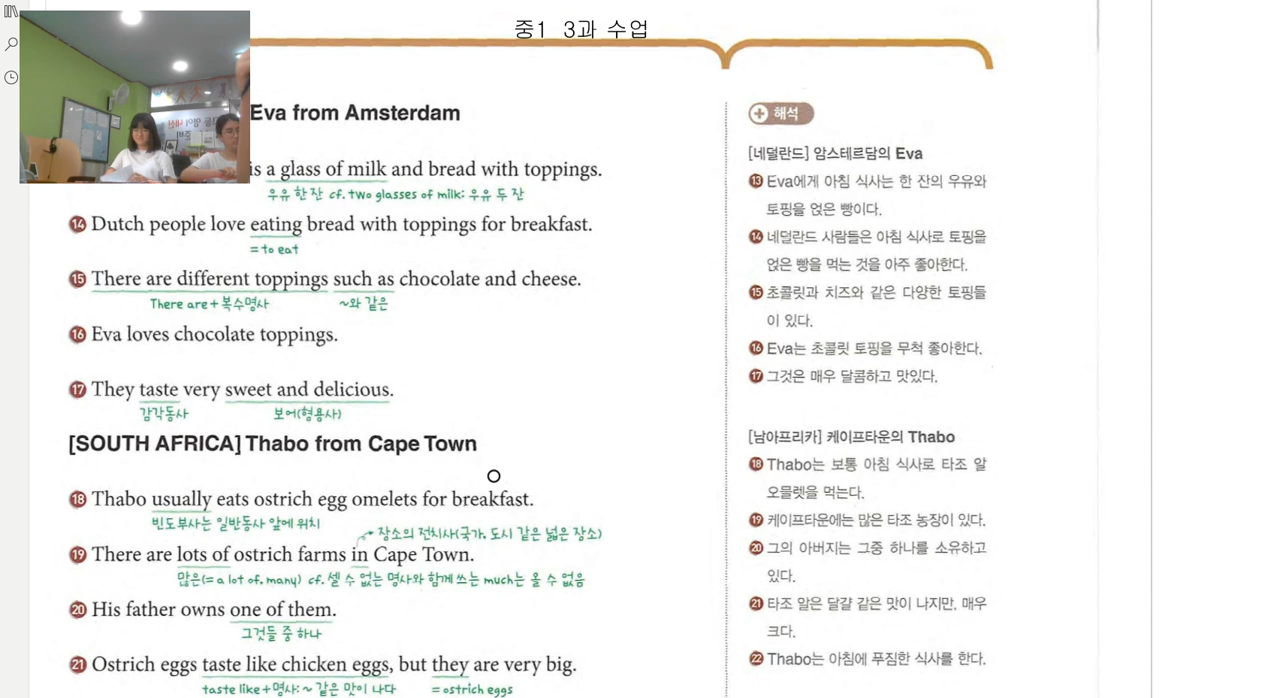 중1 3과 수업
Eva from Amsterdam
is a glass of milk and bread with toppings.
우유 한 잔 cf. two glasses of milk: 우유 두 잔
14 Dutch people love eating bread with toppings for breakfast.
= to eat
15 There are different toppings such as chocolate and cheese.
There are + 복수명사 ~와 같은
16 Eva loves chocolate toppings.
17 They taste very sweet and delicious.
감각동사 보어(형용사)
[SOUTH AFRICA] Thabo from Cape Town
18 Thabo usually eats ostrich egg omelets for breakfast.
빈도부사는 일반동사 앞에 위치
장소의 전치사(국가, 도시 같은 넓은 장소)
19 There are lots of ostrich farms in Cape Town.
많은(= a lot of, many) cf. 셀 수 없는 명사와 함께 쓰는 much는 올 수 없음
20 His father owns one of them.
그것들 중 하나
21 Ostrich eggs taste like chicken eggs, but they are very big.
taste like + 명사: ~ 같은 맛이 나다 = ostrich eggs
해석
[네덜란드] 암스테르담의 Eva
13 Eva에게 아침 식사는 한 잔의 우유와
토핑을 얹은 빵이다.
14 네덜란드 사람들은 아침 식사로 토핑을
얹은 빵을 먹는 것을 아주 좋아한다.
15 초콜릿과 치즈와 같은 다양한 토핑들
이 있다.
16 Eva는 초콜릿 토핑을 무척 좋아한다.
17 그것은 매우 달콤하고 맛있다.
[남아프리카] 케이프타운의 Thabo
18 Thabo는 보통 아침 식사로 타조 알
오믈렛을 먹는다.
19 케이프타운에는 많은 타조 농장이 있다.
20 그의 아버지는 그중 하나를 소유하고
있다.
21 타조 알은 달걀 같은 맛이 나지만, 매우
크다.
22 Thabo는 아침에 푸짐한 식사를 한다.